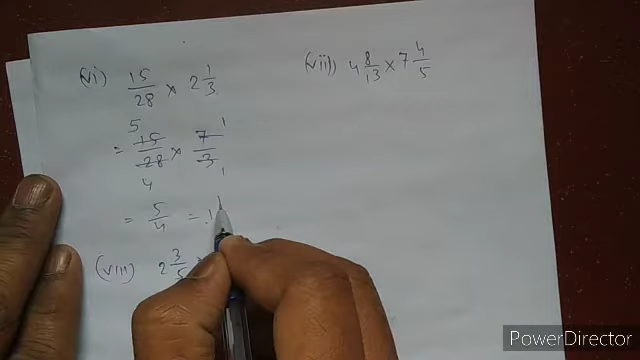 (vi) 15/28 × 2 1/3
= 15/28 × 7/3
5 1
4 1
= 5/4 = 1 1
(viii) 2 3/5
(vii) 4 8/13 × 7 4/5
PowerDirector